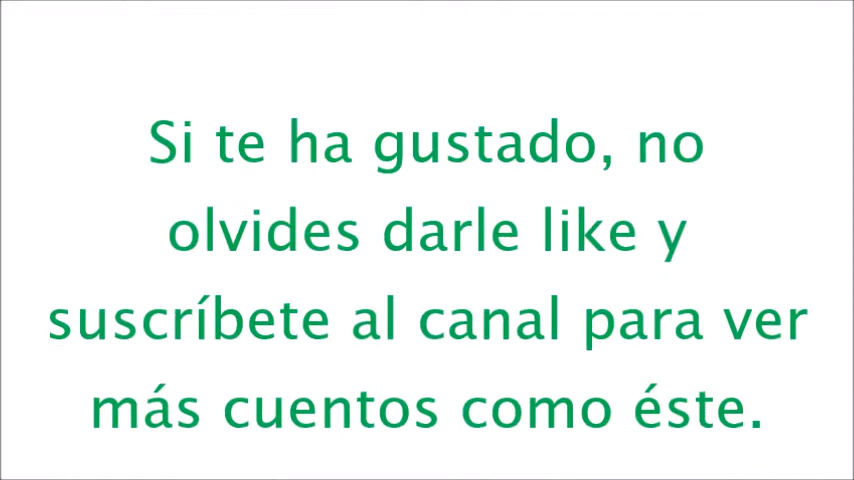 Si te ha gustado, no
olvides darle like y
suscríbete al canal para ver
más cuentos como éste.